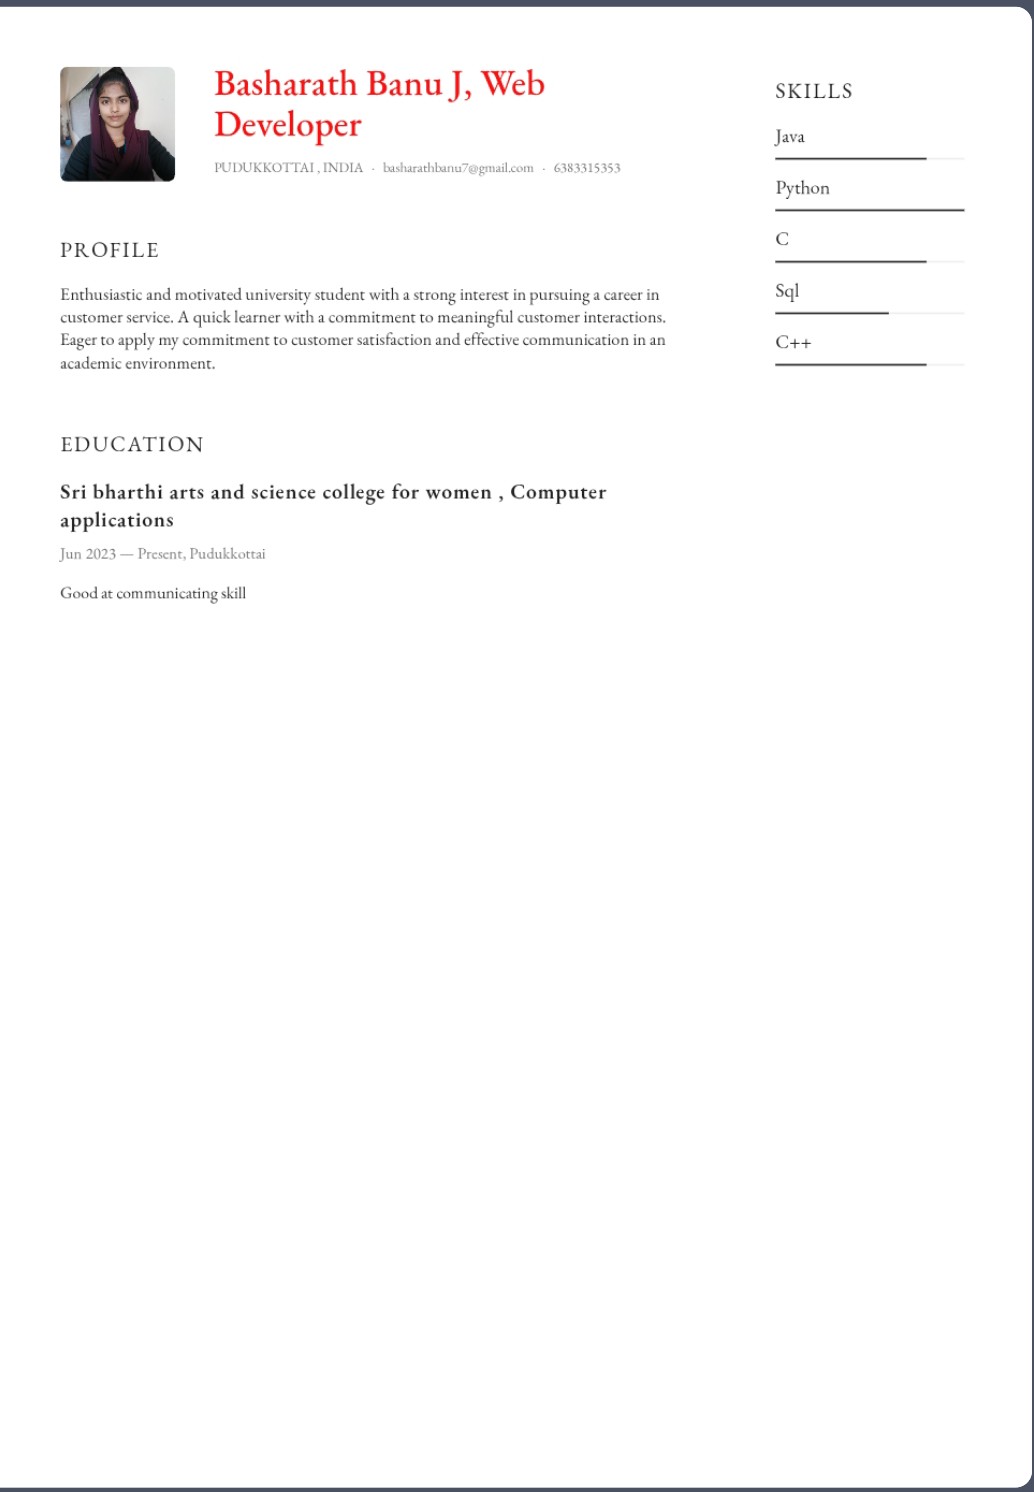 Basharath Banu J, Web
Developer
PUDUKKOTTAI , INDIA · basharathbanu7@gmail.com · 6383315353
PROFILE
Enthusiastic and motivated university student with a strong interest in pursuing a career in
customer service. A quick learner with a commitment to meaningful customer interactions.
Eager to apply my commitment to customer satisfaction and effective communication in an
academic environment.
EDUCATION
Sri bharthi arts and science college for women , Computer
applications
Jun 2023 — Present, Pudukkottai
Good at communicating skill
SKILLS
Java
Python
C
Sql
C++